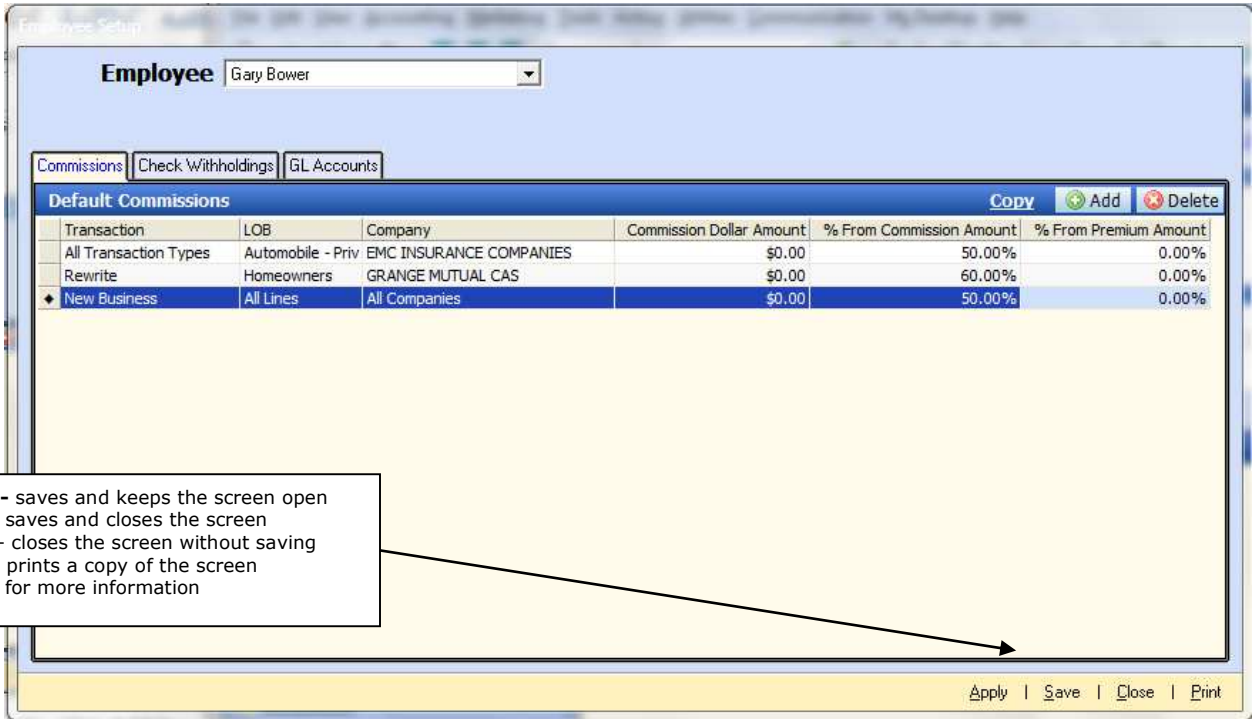 Employee Setup
Employee Gary Bower
Commissions Check Withholdings GL Accounts
Default Commissions Copy Add Delete
Transaction LOB Company Commission Dollar Amount % From Commission Amount % From Premium Amount
All Transaction Types Automobile - Priv EMC INSURANCE COMPANIES $0.00 50.00% 0.00%
Rewrite Homeowners GRANGE MUTUAL CAS $0.00 60.00% 0.00%
New Business All Lines All Companies $0.00 50.00% 0.00%
- saves and keeps the screen open
saves and closes the screen
- closes the screen without saving
prints a copy of the screen
for more information
Apply | Save | Close | Print